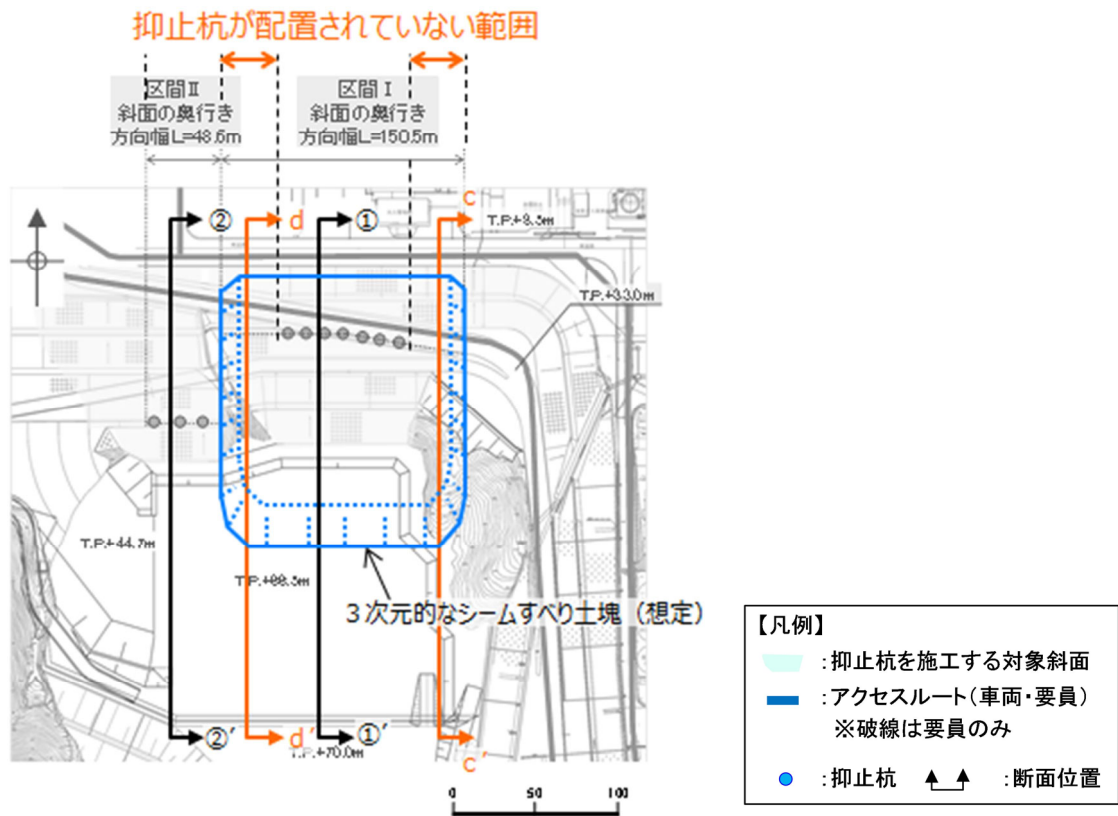 抑止杭が配置されていない範囲
区間Ⅱ
斜面の奥行き
方向幅L=48.6m
区間Ⅰ
斜面の奥行き
方向幅L=150.5m
②
d
①
c
T.P.+8.5m
T.P.+33.0m
T.P.+44.7m
3次元的なシームすべり土塊（想定）
②′
d′
①′
c′
T.P.+70.0m
0 50 100
【凡例】
：抑止杭を施工する対象斜面
：アクセスルート（車両・要員）
※破線は要員のみ
：抑止杭
：断面位置